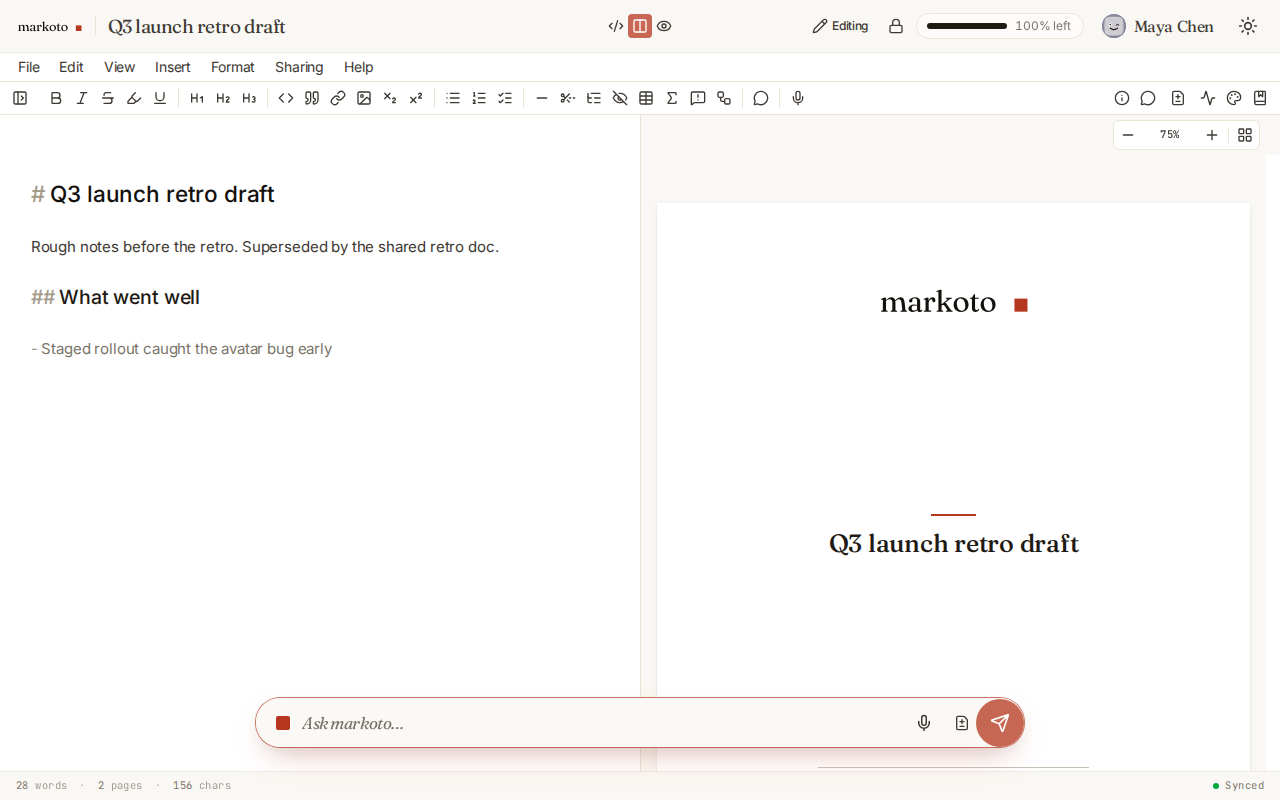 markoto
Q3 launch retro draft
Editing
100% left
Maya Chen
File Edit View Insert Format Sharing Help
B I S U H1 H2 H3 x2 x2
75%
# Q3 launch retro draft
Rough notes before the retro. Superseded by the shared retro doc.
## What went well
- Staged rollout caught the avatar bug early
markoto
Q3 launch retro draft
Ask markoto...
28 words · 2 pages · 156 chars
Synced